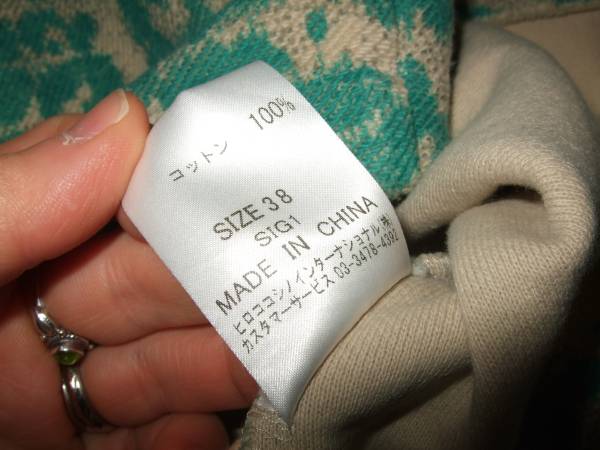 コットン 100%
SIZE 38
SIG1
MADE IN CHINA
ヒロココシノインターナショナル(株)
カスタマーサービス 03-3478-4392